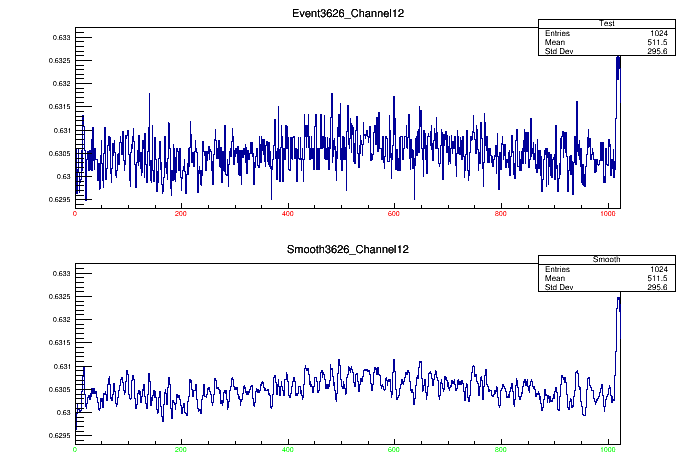 Event3626_Channel12
Test
Entries 1024
Mean 511.5
Std Dev 295.6
0.633
0.6325
0.632
0.6315
0.631
0.6305
0.63
0.6295
0 200 400 600 800 1000
Smooth3626_Channel12
Smooth
Entries 1024
Mean 511.5
Std Dev 295.6
0.633
0.6325
0.632
0.6315
0.631
0.6305
0.63
0.6295
0 200 400 600 800 1000